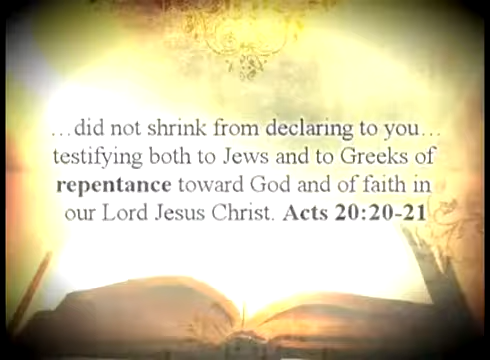 …did not shrink from declaring to you…
testifying both to Jews and to Greeks of
repentance toward God and of faith in
our Lord Jesus Christ. Acts 20:20-21